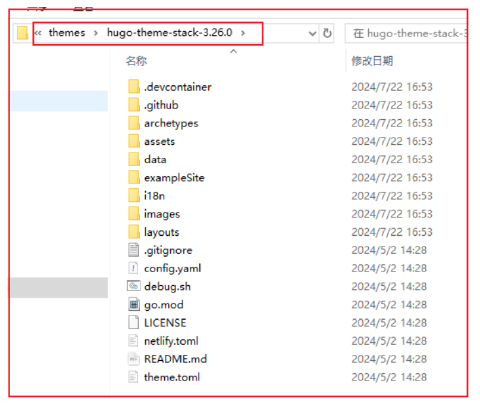 « themes › hugo-theme-stack-3.26.0 ›
在 hugo-theme-stack-3
名称 修改日期
.devcontainer 2024/7/22 16:53
.github 2024/7/22 16:53
archetypes 2024/7/22 16:53
assets 2024/7/22 16:53
data 2024/7/22 16:53
exampleSite 2024/7/22 16:53
i18n 2024/7/22 16:53
images 2024/7/22 16:53
layouts 2024/7/22 16:53
.gitignore 2024/5/2 14:28
config.yaml 2024/5/2 14:28
debug.sh 2024/5/2 14:28
go.mod 2024/5/2 14:28
LICENSE 2024/5/2 14:28
netlify.toml 2024/5/2 14:28
README.md 2024/5/2 14:28
theme.toml 2024/5/2 14:28